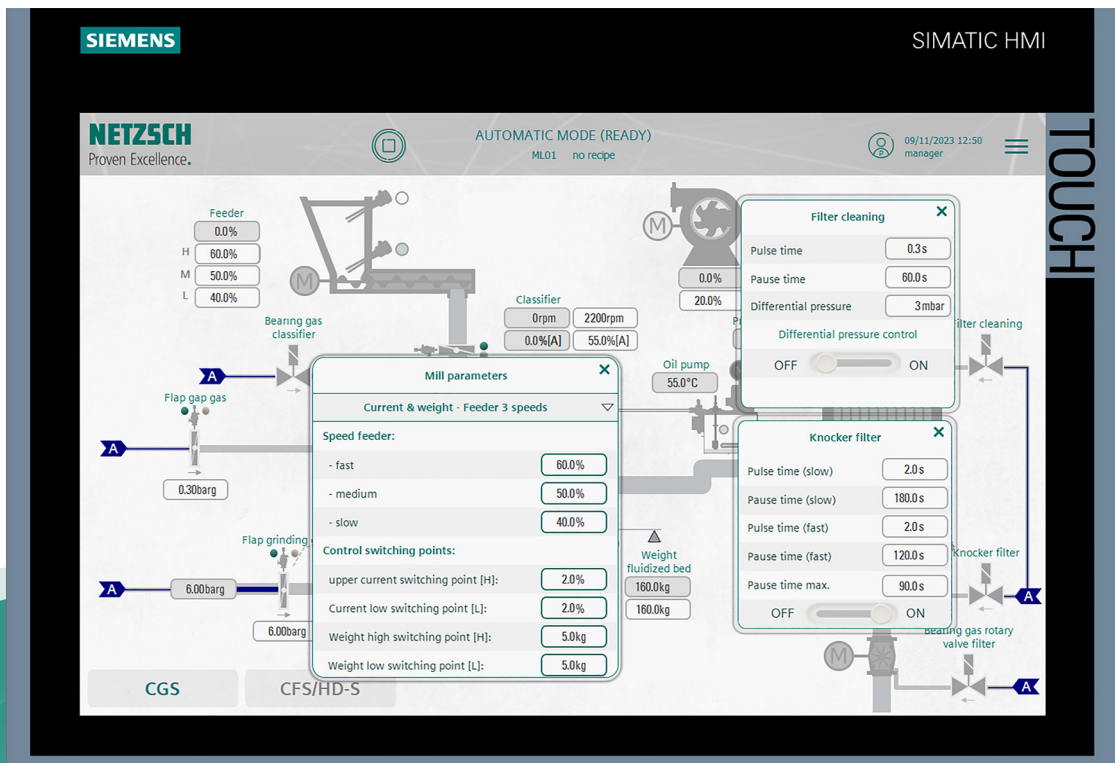 SIEMENS
SIMATIC HMI
TOUCH
NETZSCH
Proven Excellence.
AUTOMATIC MODE (READY)
ML01 no recipe
09/11/2023 12:50
manager
P
Feeder
0.0%
H 60.0%
M 50.0%
L 40.0%
M
M
0.0%
20.0%
Classifier
0rpm 2200rpm
0.0%[A] 55.0%[A]
Bearing gas
classifier
A
Flap gap gas
A
0.30barg
Oil pump
55.0°C
Filter cleaning
Pulse time 0.3s
Pause time 60.0s
Differential pressure 3mbar
Differential pressure control
OFF ON
ilter cleaning
A
Mill parameters
Current & weight - Feeder 3 speeds
Speed feeder:
- fast 60.0%
- medium 50.0%
- slow 40.0%
Control switching points:
upper current switching point [H]: 2.0%
Current low switching point [L]: 2.0%
Weight high switching point [H]: 5.0kg
Weight low switching point [L]: 5.0kg
Knocker filter
Pulse time (slow) 2.0s
Pause time (slow) 180.0s
Pulse time (fast) 2.0s
Pause time (fast) 120.0s
Pause time max. 90.0s
OFF ON
Knocker filter
A
Flap grinding
A
6.00barg
6.00barg
Weight
fluidized bed
160.0kg
160.0kg
Bearing gas rotary
valve filter
M
A
CGS
CFS/HD-S